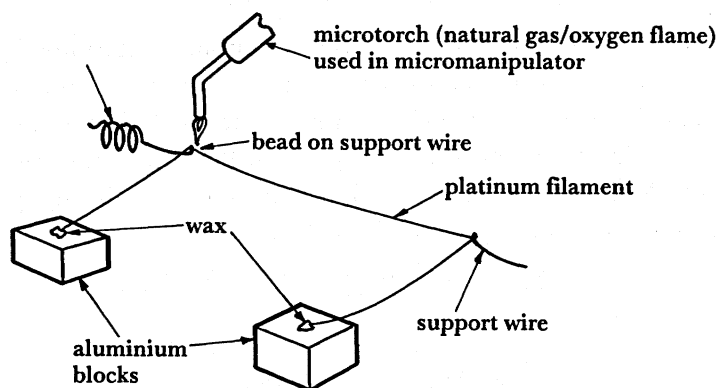 microtorch (natural gas/oxygen flame)
used in micromanipulator
bead on support wire
platinum filament
wax
support wire
aluminium
blocks